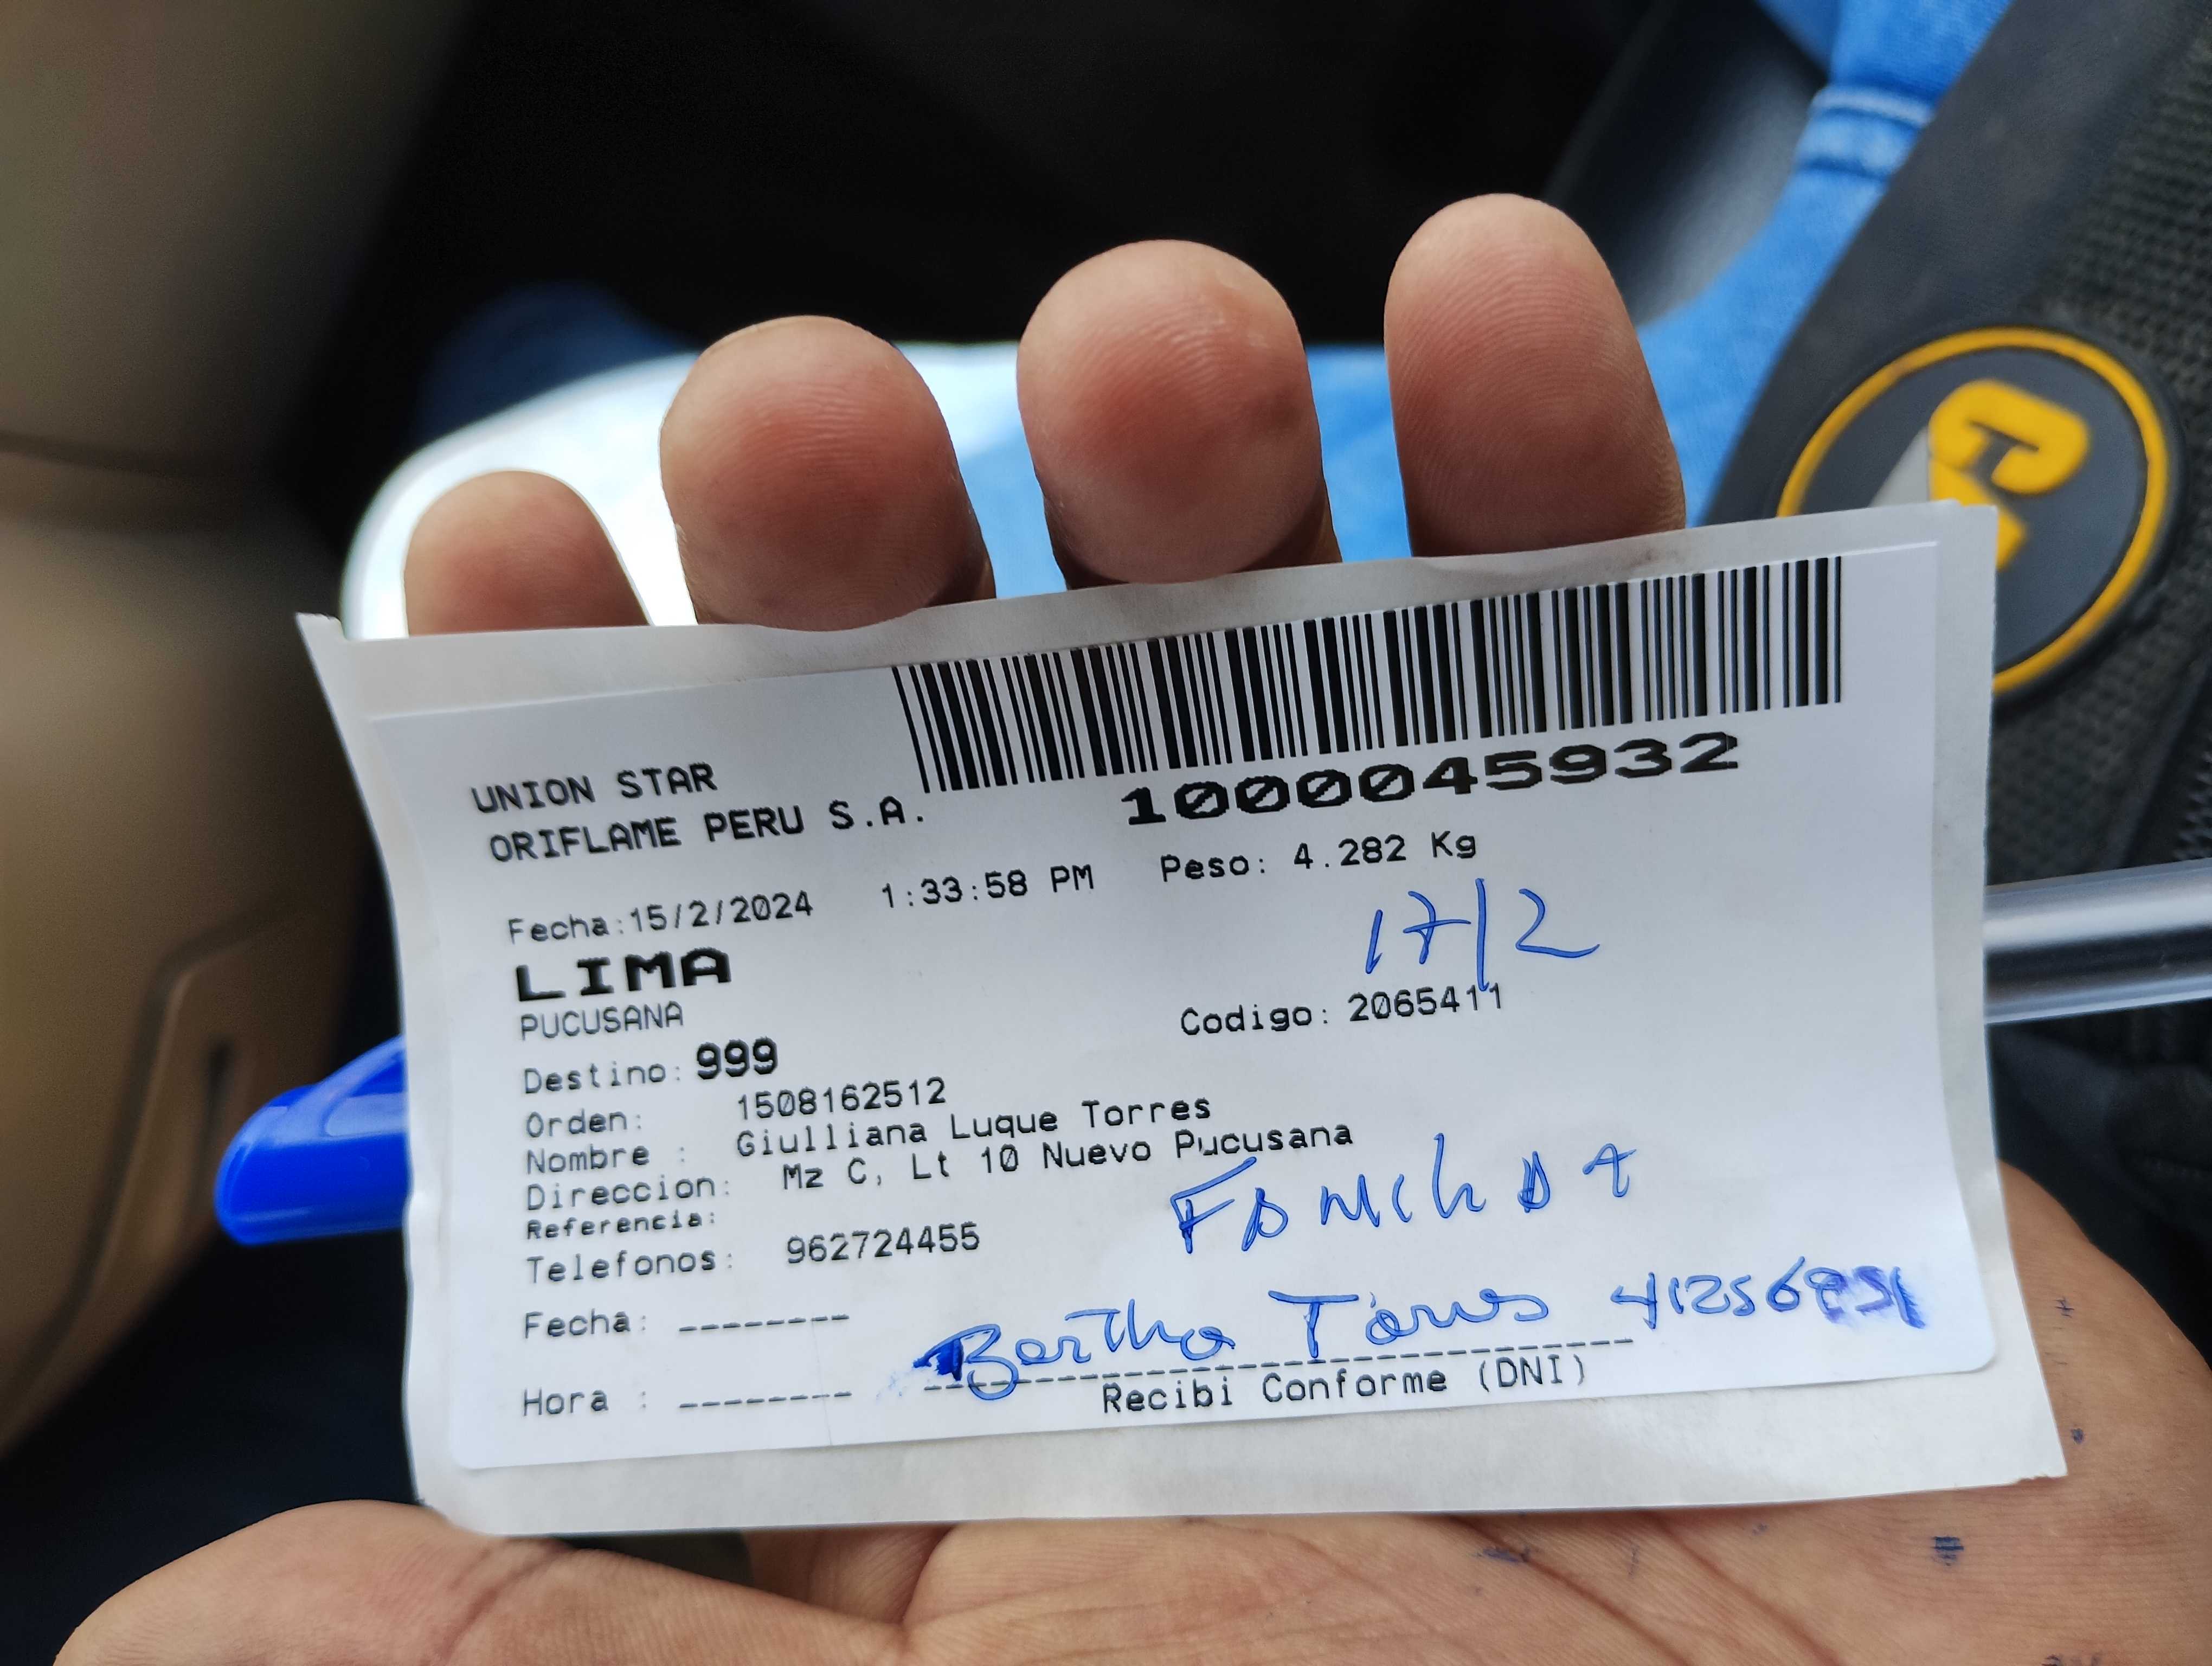 UNION STAR
ORIFLAME PERU S.A.
1000045932
Fecha:15/2/2024 1:33:58 PM Peso: 4.282 Kg
17/2
LIMA
PUCUSANA
Codigo: 2065411
Destino: 999
Orden: 1508162512
Nombre : Giulliana Luque Torres
Direccion: Mz C, Lt 10 Nuevo Pucusana
Referencia:
Telefonos: 962724455
Fecha: --------
Bertha Torres
Hora : --------
Recibi Conforme (DNI)